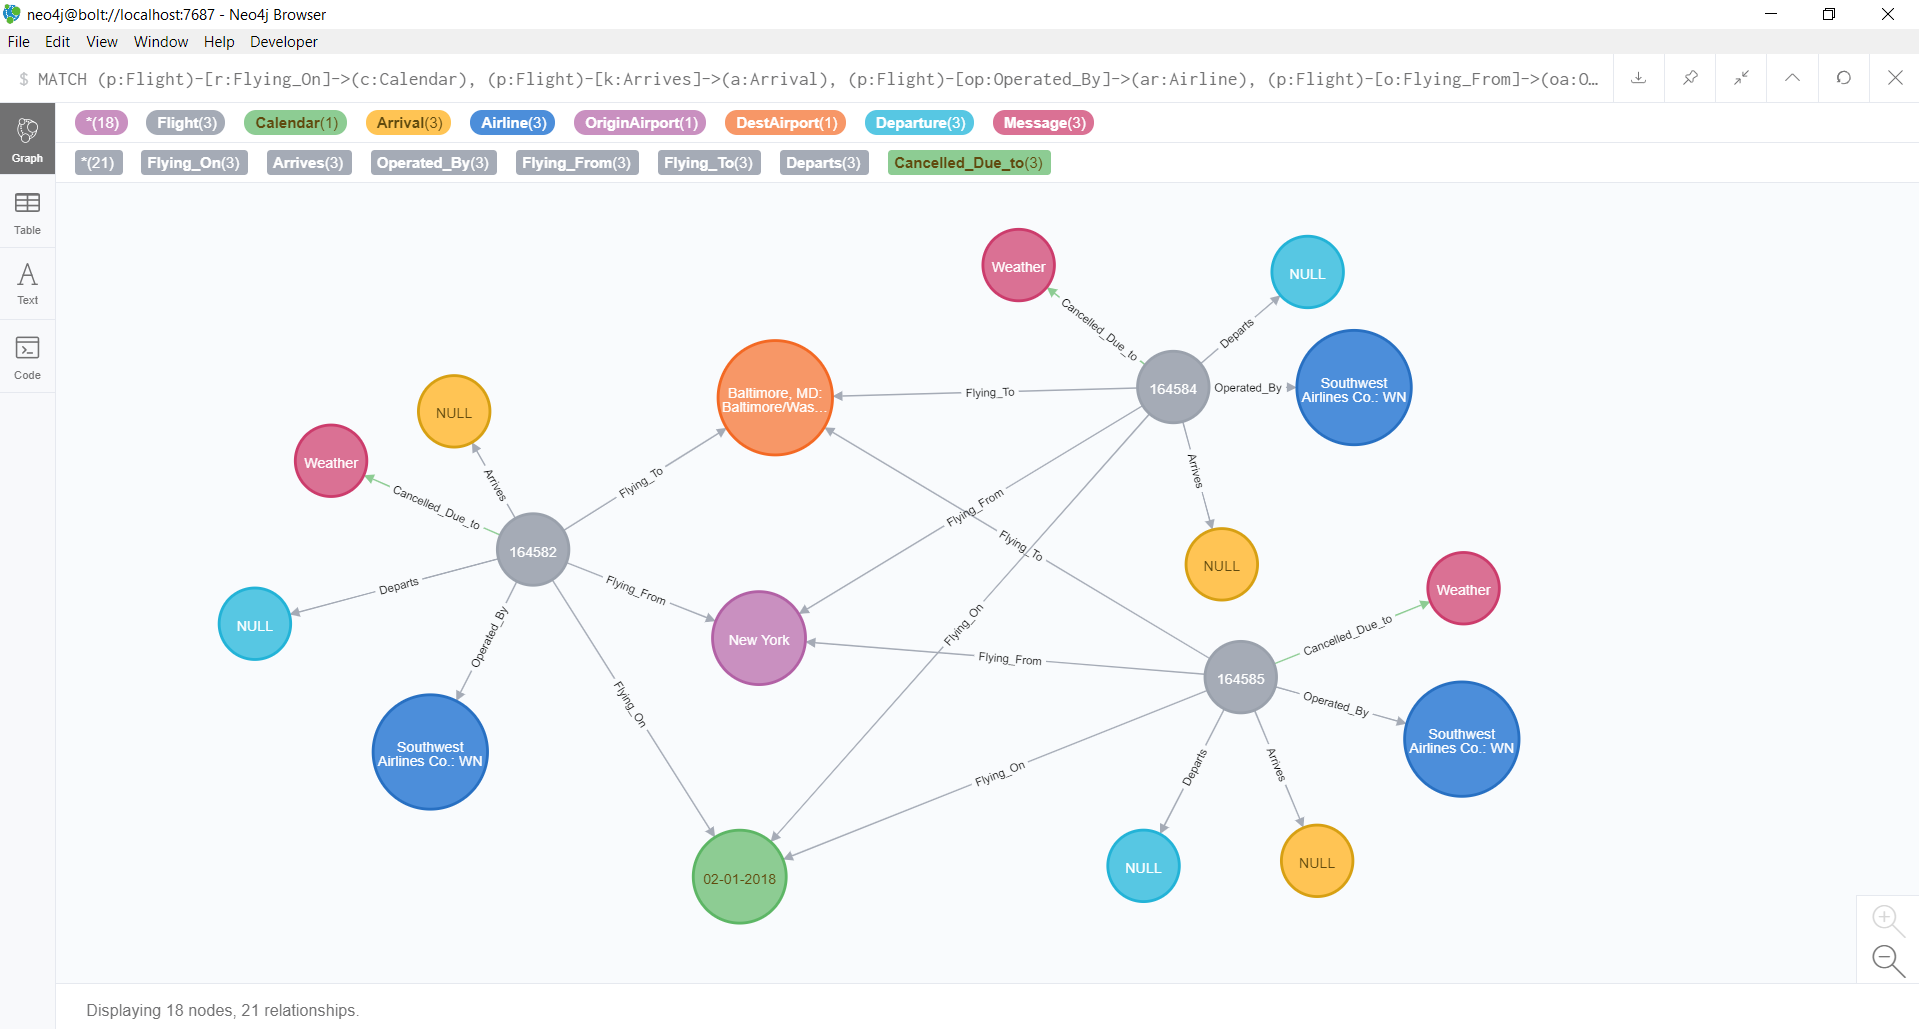 neo4j@bolt://localhost:7687 - Neo4j Browser
File Edit View Window Help Developer
$ MATCH (p:Flight)-[r:Flying_On]->(c:Calendar), (p:Flight)-[k:Arrives]->(a:Arrival), (p:Flight)-[op:Operated_By]->(ar:Airline), (p:Flight)-[o:Flying_From]->(oa:O…
*(18) Flight(3) Calendar(1) Arrival(3) Airline(3) OriginAirport(1) DestAirport(1) Departure(3) Message(3)
*(21) Flying_On(3) Arrives(3) Operated_By(3) Flying_From(3) Flying_To(3) Departs(3) Cancelled_Due_to(3)
Graph
Table
Text
Code
Weather
NULL
Cancelled_Due_to
Departs
164584
Operated_By
Southwest
Airlines Co.: WN
Flying_To
Baltimore, MD:
Baltimore/Was...
NULL
Weather
Arrives
Cancelled_Due_to
Flying_To
Arrives
Flying_From
Flying_To
164582
NULL
Departs
Flying_From
NULL
Operated_By
Flying_On
New York
Weather
Cancelled_Due_to
Flying_From
164585
Operated_By
Southwest
Airlines Co.: WN
Flying_On
Southwest
Airlines Co.: WN
Flying_On
Departs
Arrives
NULL
NULL
02-01-2018
Displaying 18 nodes, 21 relationships.